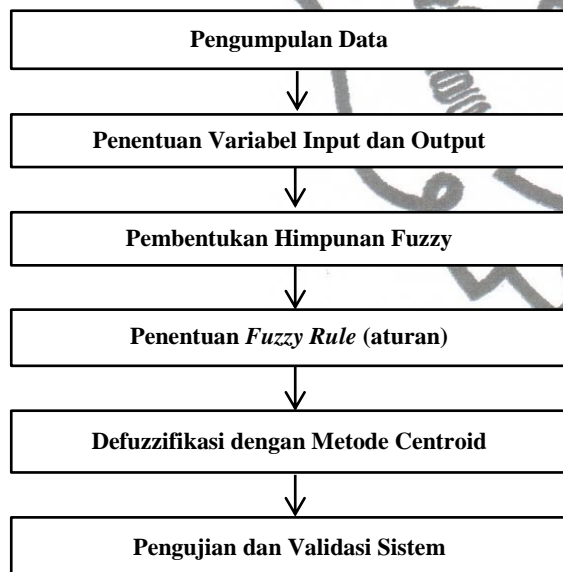 Pengumpulan Data
Penentuan Variabel Input dan Output
Pembentukan Himpunan Fuzzy
Penentuan Fuzzy Rule (aturan)
Defuzzifikasi dengan Metode Centroid
Pengujian dan Validasi Sistem